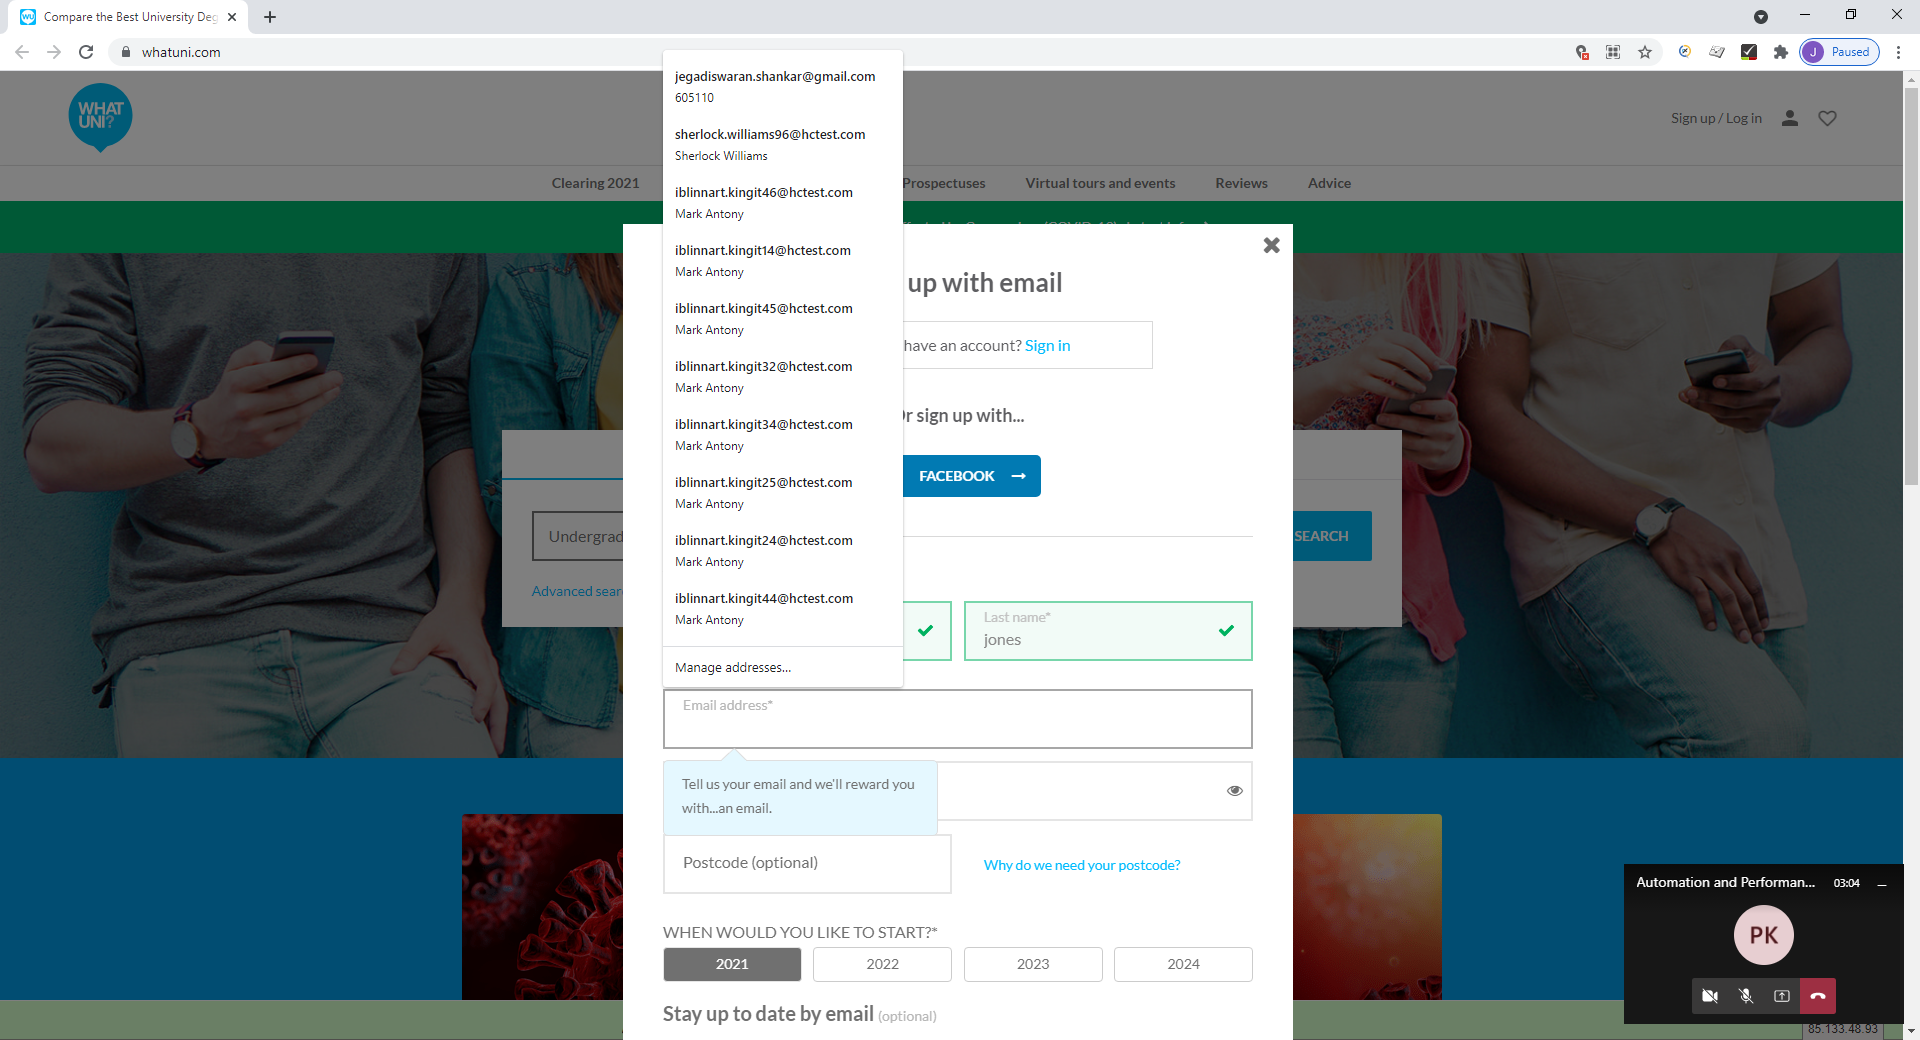 Compare the Best University Deg
whatuni.com
J Paused
WHAT
UNI?
Sign up / Log in
Clearing 2021
Prospectuses
Virtual tours and events
Reviews
Advice
jegadiswaran.shankar@gmail.com
605110
sherlock.williams96@hctest.com
Sherlock Williams
iblinnart.kingit46@hctest.com
Mark Antony
iblinnart.kingit14@hctest.com
Mark Antony
iblinnart.kingit45@hctest.com
Mark Antony
iblinnart.kingit32@hctest.com
Mark Antony
iblinnart.kingit34@hctest.com
Mark Antony
iblinnart.kingit25@hctest.com
Mark Antony
iblinnart.kingit24@hctest.com
Mark Antony
iblinnart.kingit44@hctest.com
Mark Antony
Manage addresses...
up with email
have an account? Sign in
Or sign up with...
FACEBOOK
Undergrad
SEARCH
Advanced sear
Last name*
jones
Email address*
Tell us your email and we'll reward you
with...an email.
Postcode (optional)
Why do we need your postcode?
WHEN WOULD YOU LIKE TO START?*
2021
2022
2023
2024
Stay up to date by email (optional)
Automation and Performan... 03:04
PK
85.133.48.93